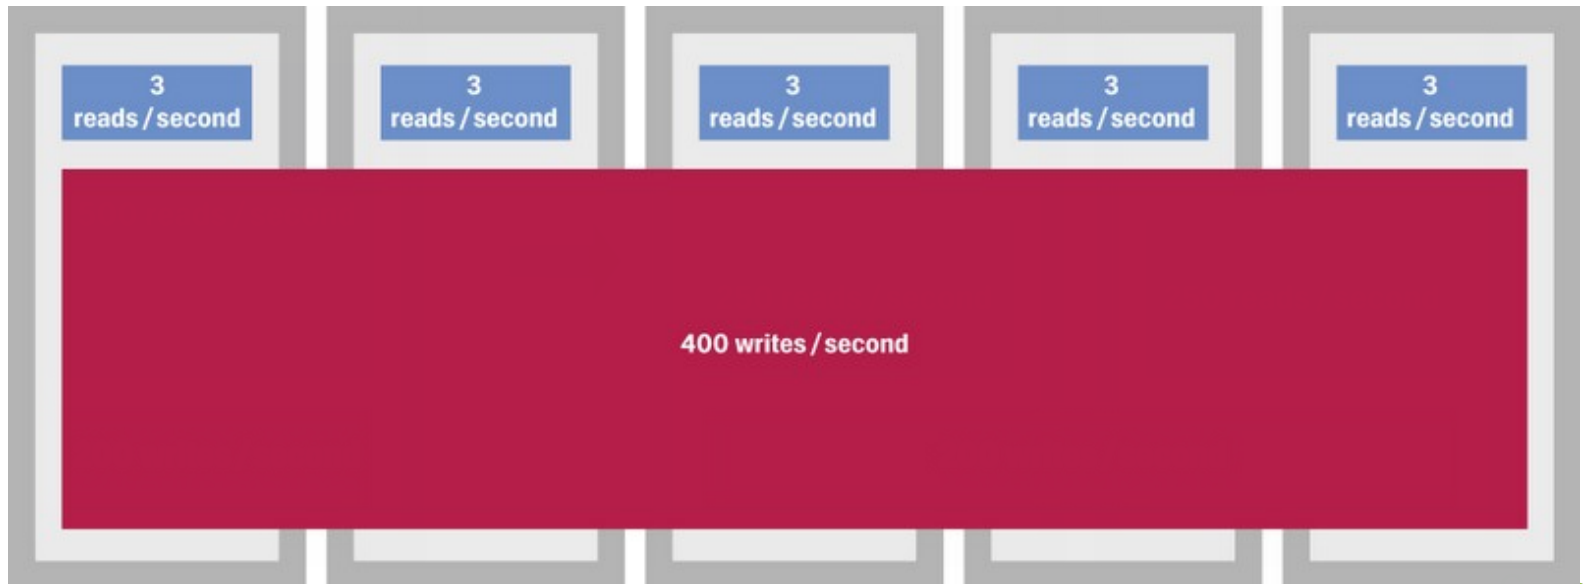 3
reads / second
3
reads / second
3
reads / second
3
reads / second
3
reads / second
400 writes / second